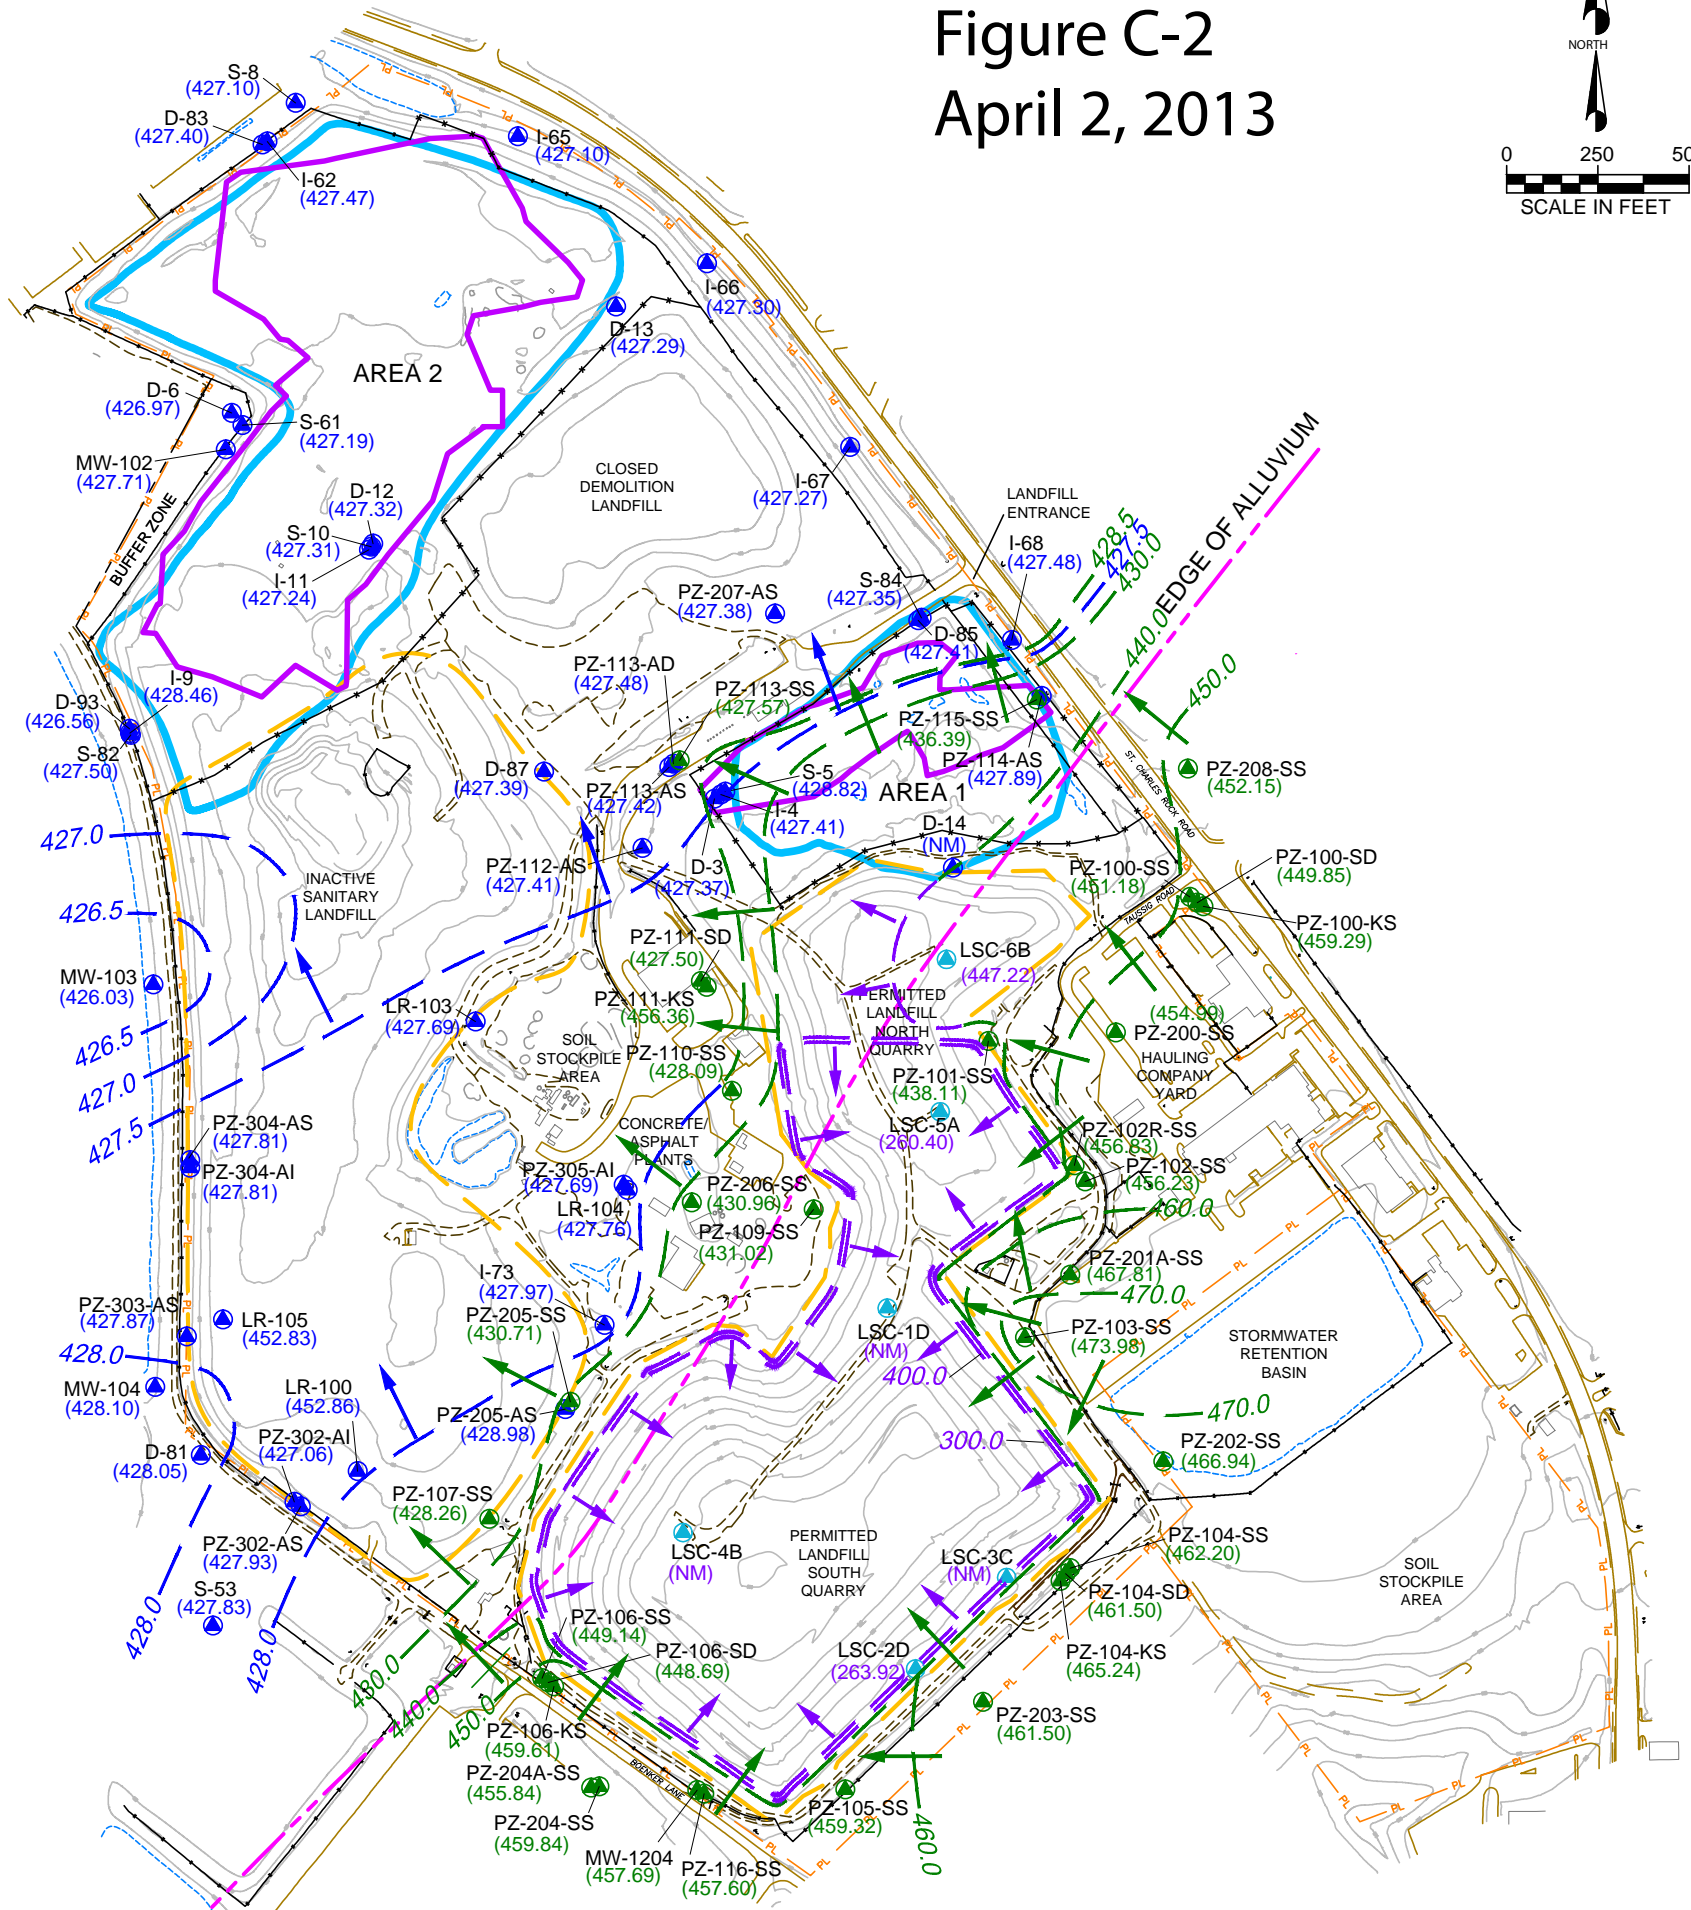 Figure C-2
April 2, 2013
NORTH
0 250 50
SCALE IN FEET
S-8
(427.10)
D-83
(427.40)
I-62
(427.47)
I-65
(427.10)
I-66
(427.30)
D-13
(427.29)
AREA 2
D-6
(426.97)
S-61
(427.19)
MW-102
(427.71)
BUFFER ZONE
D-12
(427.32)
S-10
(427.31)
I-11
(427.24)
CLOSED
DEMOLITION
LANDFILL
I-67
(427.27)
LANDFILL
ENTRANCE
EDGE OF ALLUVIUM
428.5
427.5
430.0
440.0
450.0
I-68
(427.48)
S-84
(427.35)
D-85
(427.41)
PZ-207-AS
(427.38)
PZ-113-AD
(427.48)
PZ-113-SS
(427.57)
PZ-115-SS
(436.39)
PZ-114-AS
(427.89)
I-9
(428.46)
D-93
(426.56)
S-82
(427.50)
D-87
(427.39)
PZ-113-AS
(427.42)
S-5
(428.82)
I-4
(427.41)
AREA 1
D-14
(NM)
ST. CHARLES ROCK ROAD
PZ-208-SS
(452.15)
427.0
426.5
INACTIVE
SANITARY
LANDFILL
PZ-112-AS
(427.41)
D-3
(427.37)
PZ-100-SS
(451.18)
PZ-100-SD
(449.85)
TAUSSIG ROAD
PZ-100-KS
(459.29)
MW-103
(426.03)
426.5
427.0
427.5
LR-103
(427.69)
PZ-111-SD
(427.50)
PZ-111-KS
(456.36)
LSC-6B
(447.22)
PERMITTED
LANDFILL
NORTH
QUARRY
(454.99)
PZ-200-SS
HAULING
COMPANY
YARD
SOIL
STOCKPILE
AREA
PZ-110-SS
(428.09)
PZ-101-SS
(438.11)
LSC-5A
(260.40)
CONCRETE/
ASPHALT
PLANTS
PZ-102R-SS
(456.83)
PZ-102-SS
(456.23)
460.0
PZ-304-AS
(427.81)
PZ-304-AI
(427.81)
PZ-305-AI
(427.69)
LR-104
(427.76)
PZ-206-SS
(430.96)
PZ-109-SS
(431.02)
PZ-201A-SS
(467.81)
470.0
I-73
(427.97)
PZ-205-SS
(430.71)
PZ-303-AS
(427.87)
LR-105
(452.83)
428.0
LSC-1D
(NM)
400.0
PZ-103-SS
(473.98)
STORMWATER
RETENTION
BASIN
MW-104
(428.10)
LR-100
(452.86)
PZ-205-AS
(428.98)
470.0
300.0
D-81
(428.05)
PZ-302-AI
(427.06)
PZ-202-SS
(466.94)
PZ-107-SS
(428.26)
PZ-302-AS
(427.93)
LSC-4B
(NM)
PERMITTED
LANDFILL
SOUTH
QUARRY
LSC-3C
(NM)
PZ-104-SS
(462.20)
PZ-104-SD
(461.50)
SOIL
STOCKPILE
AREA
S-53
(427.83)
428.0
428.0
430.0
440.0
450.0
PZ-106-SS
(449.14)
PZ-106-SD
(448.69)
LSC-2D
(263.92)
PZ-104-KS
(465.24)
PZ-203-SS
(461.50)
PZ-106-KS
(459.61)
PZ-204A-SS
(455.84)
BOENKER LANE
PZ-204-SS
(459.84)
PZ-105-SS
(459.32)
460.0
MW-1204
(457.69)
PZ-116-SS
(457.60)